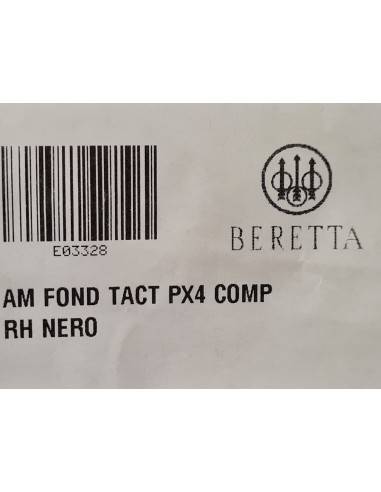 E03328
BERETTA
AM FOND TACT PX4 COMP
RH NERO